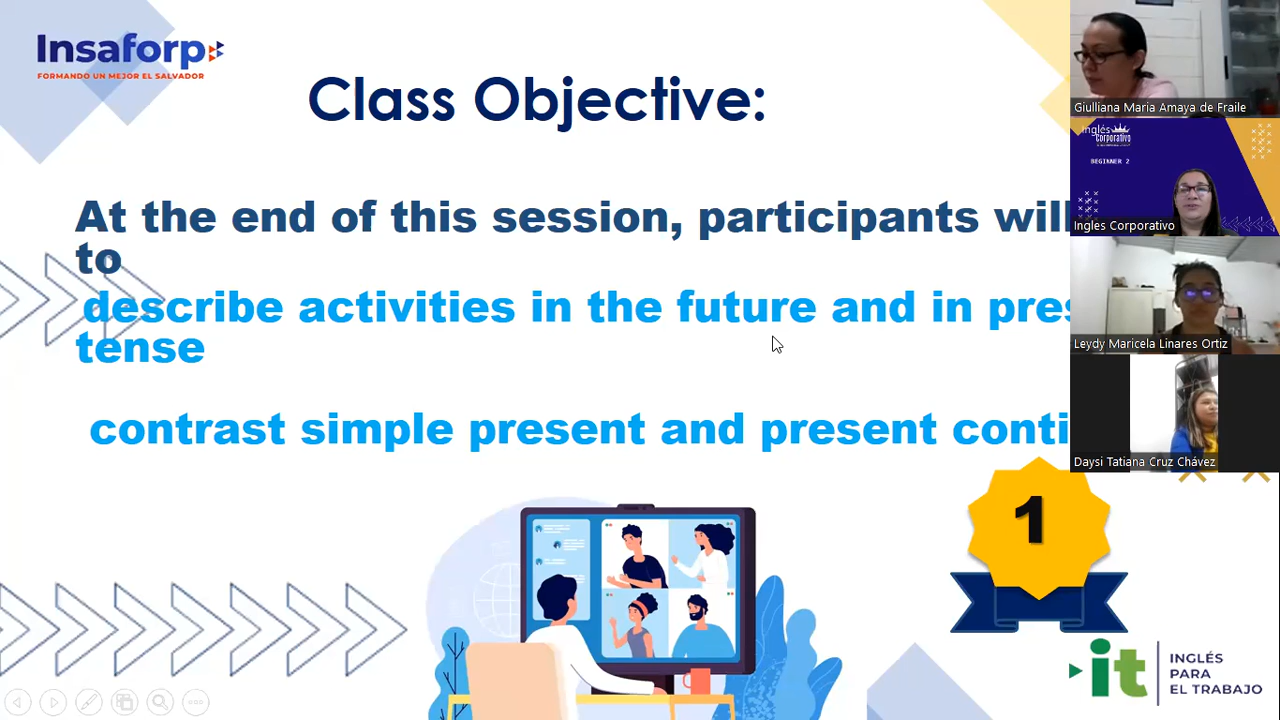 Insaforp
FORMANDO UN MEJOR EL SALVADOR
Class Objective:
At the end of this session, participants will
to
describe activities in the future and in pres
tense
contrast simple present and present conti
1
it
INGLÉS
PARA
EL TRABAJO
Giulliana Maria Amaya de Fraile
Inglés
Corporativo
BEGINNER 2
Ingles Corporativo
Leydy Maricela Linares Ortiz
Daysi Tatiana Cruz Chávez